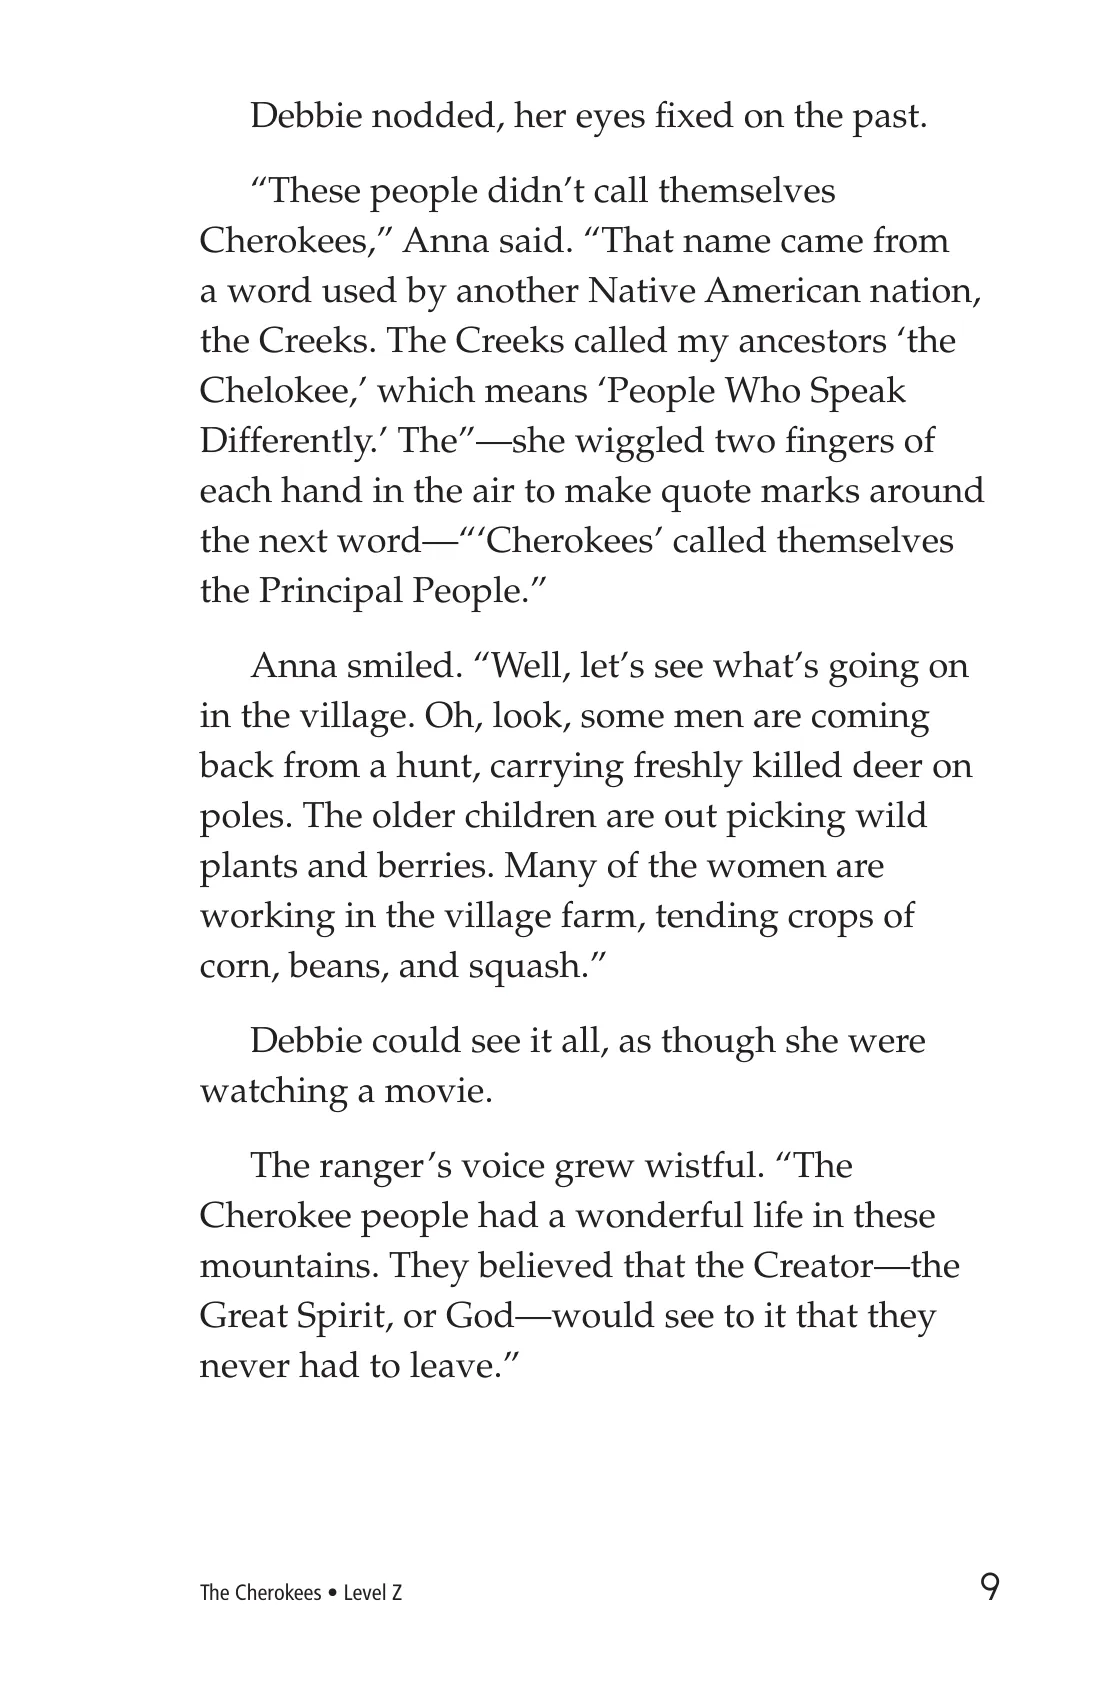 Debbie nodded, her eyes fixed on the past.
“These people didn’t call themselves
Cherokees,” Anna said. “That name came from
a word used by another Native American nation,
the Creeks. The Creeks called my ancestors ‘the
Chelokee,’ which means ‘People Who Speak
Differently.’ The”—she wiggled two fingers of
each hand in the air to make quote marks around
the next word—“‘Cherokees’ called themselves
the Principal People.”
Anna smiled. “Well, let’s see what’s going on
in the village. Oh, look, some men are coming
back from a hunt, carrying freshly killed deer on
poles. The older children are out picking wild
plants and berries. Many of the women are
working in the village farm, tending crops of
corn, beans, and squash.”
Debbie could see it all, as though she were
watching a movie.
The ranger’s voice grew wistful. “The
Cherokee people had a wonderful life in these
mountains. They believed that the Creator—the
Great Spirit, or God—would see to it that they
never had to leave.”
The Cherokees • Level Z 9